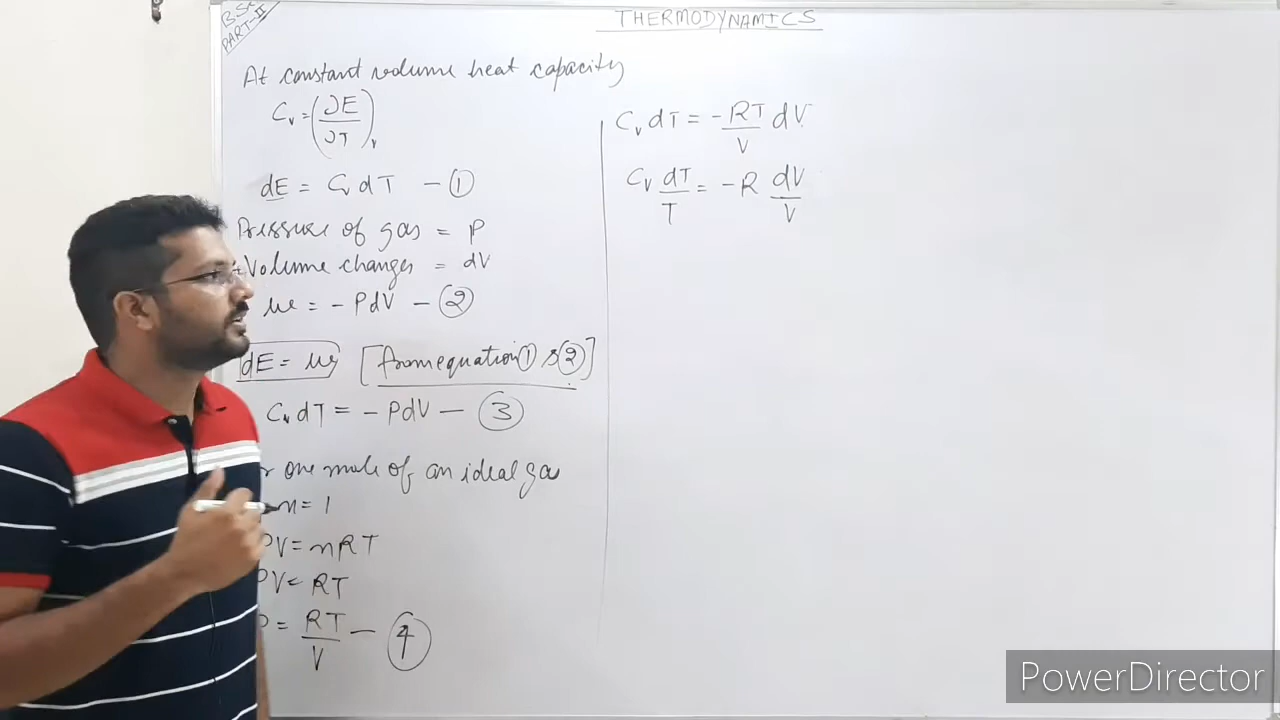 B.Sc
PART-II
THERMODYNAMICS
At constant volume heat capacity
Cᵥ = (∂E/∂T)ᵥ
dE = Cᵥ dT – ①
Pressure of gas = P
Volume changes = dV
w = – PdV – ②
dE = w [from equation ① & ②]
Cᵥ dT = – PdV – ③
one mole of an ideal gas
n = 1
PV = nRT
PV = RT
P = RT/V – ④
Cᵥ dT = – RT/V dV
Cᵥ dT/T = – R dV/V
PowerDirector